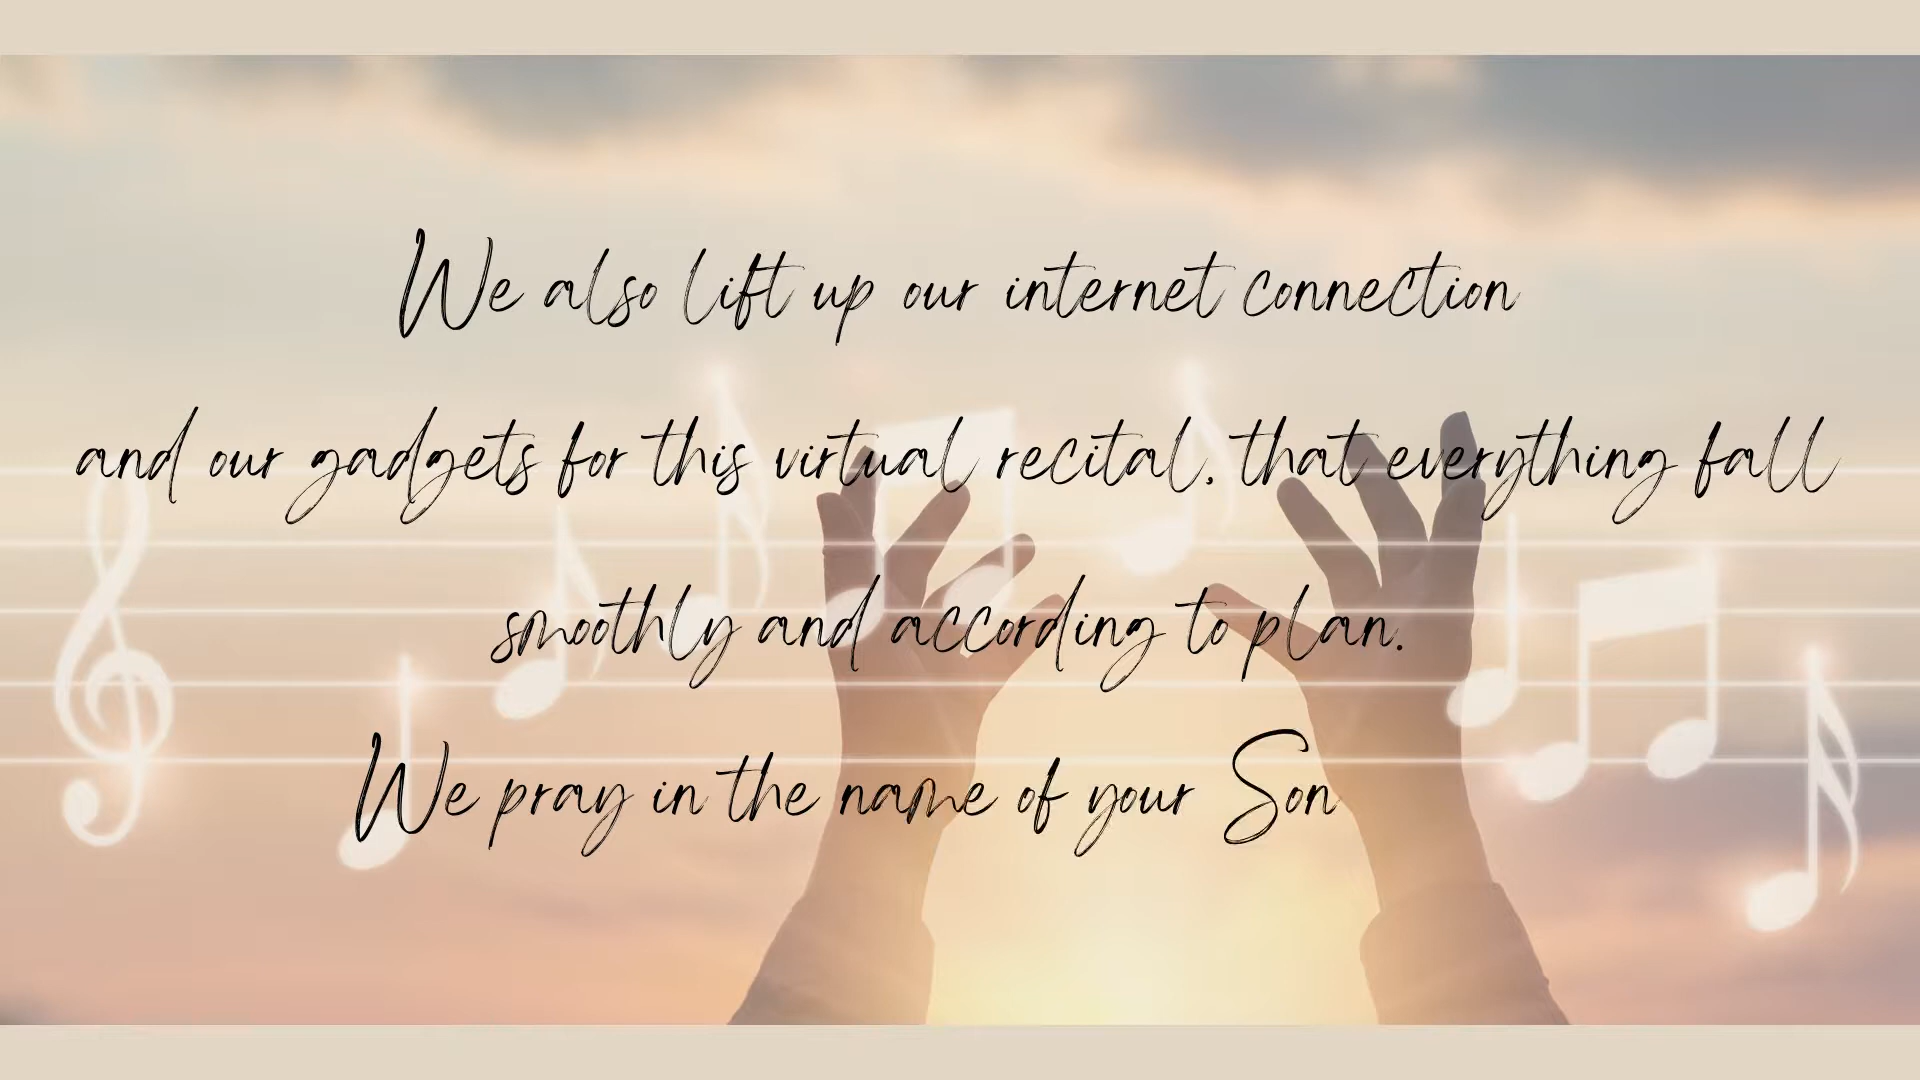 We also lift up our internet connection
and our gadgets for this virtual recital, that everything fall
smoothly and according to plan.
We pray in the name of your Son